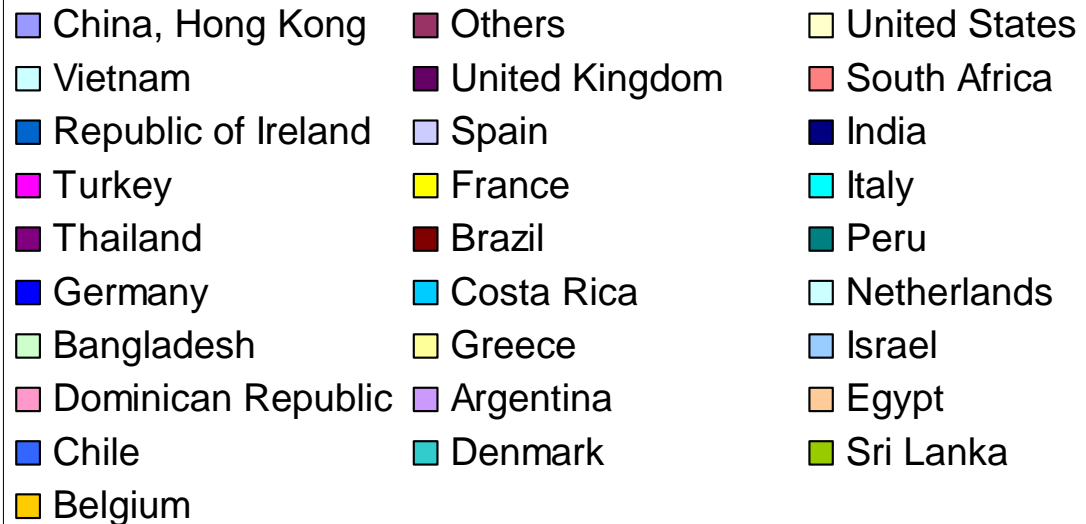 China, Hong Kong Others United States
Vietnam United Kingdom South Africa
Republic of Ireland Spain India
Turkey France Italy
Thailand Brazil Peru
Germany Costa Rica Netherlands
Bangladesh Greece Israel
Dominican Republic Argentina Egypt
Chile Denmark Sri Lanka
Belgium